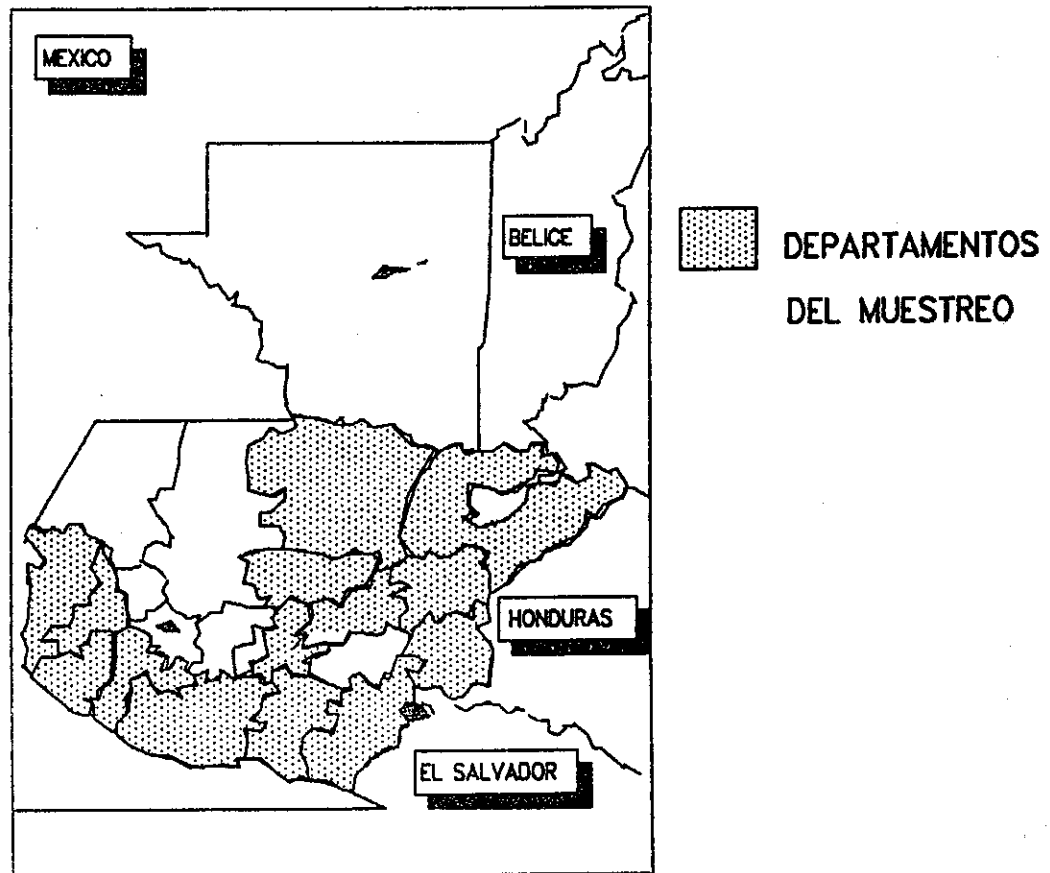 MEXICO
BELICE
DEPARTAMENTOS
DEL MUESTREO
HONDURAS
EL SALVADOR